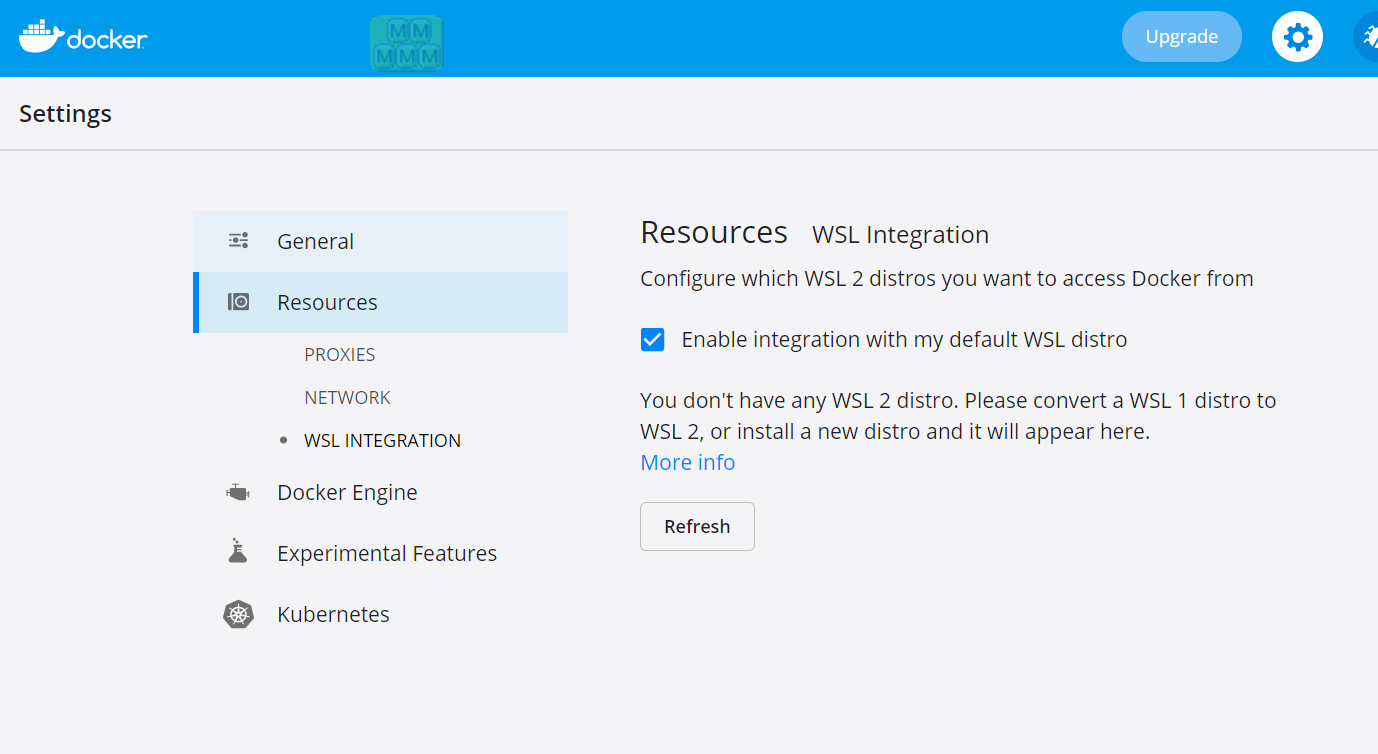 docker
MM
MMM
Upgrade
Settings
General
Resources
PROXIES
NETWORK
WSL INTEGRATION
Docker Engine
Experimental Features
Kubernetes
Resources WSL Integration
Configure which WSL 2 distros you want to access Docker from
Enable integration with my default WSL distro
You don't have any WSL 2 distro. Please convert a WSL 1 distro to
WSL 2, or install a new distro and it will appear here.
More info
Refresh